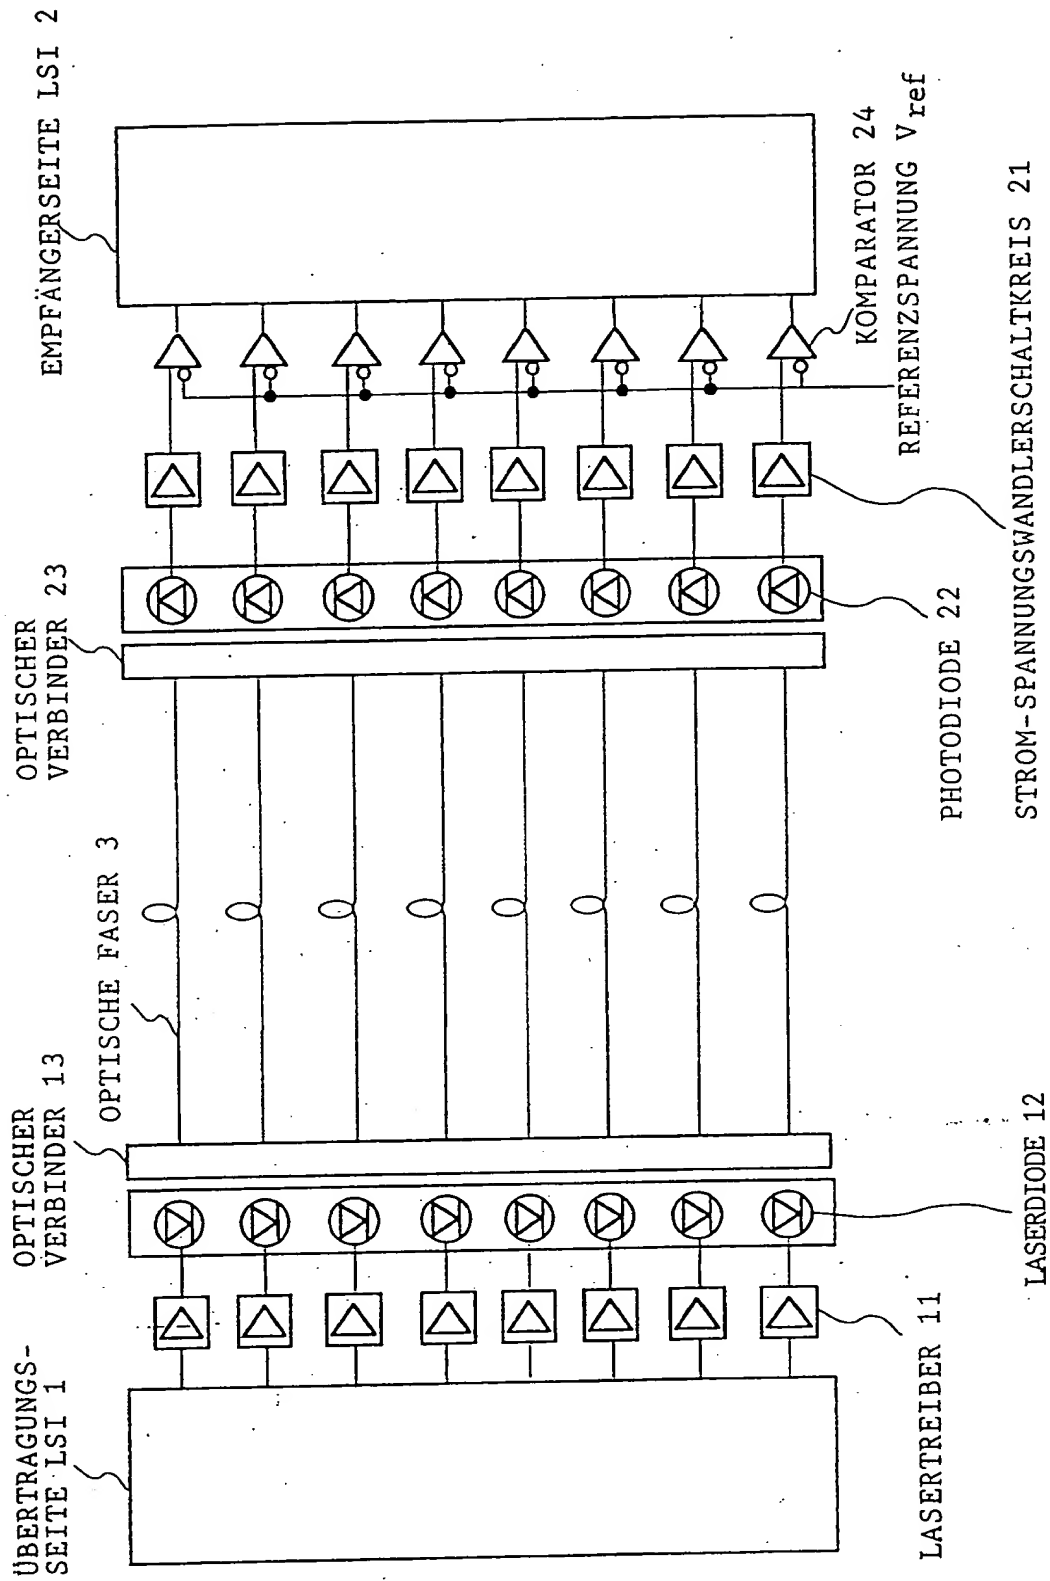 ÜBERTRAGUNGS-
SEITE LSI 1
OPTISCHER
VERBINDER 13
OPTISCHE FASER 3
OPTISCHER
VERBINDER 23
EMPFÄNGERSEITE LSI 2
LASERTREIBER 11
LASERDIODE 12
PHOTODIODE 22
STROM-SPANNUNGSWANDLERSCHALTKREIS 21
KOMPARATOR 24
REFERENZSPANNUNG Vref